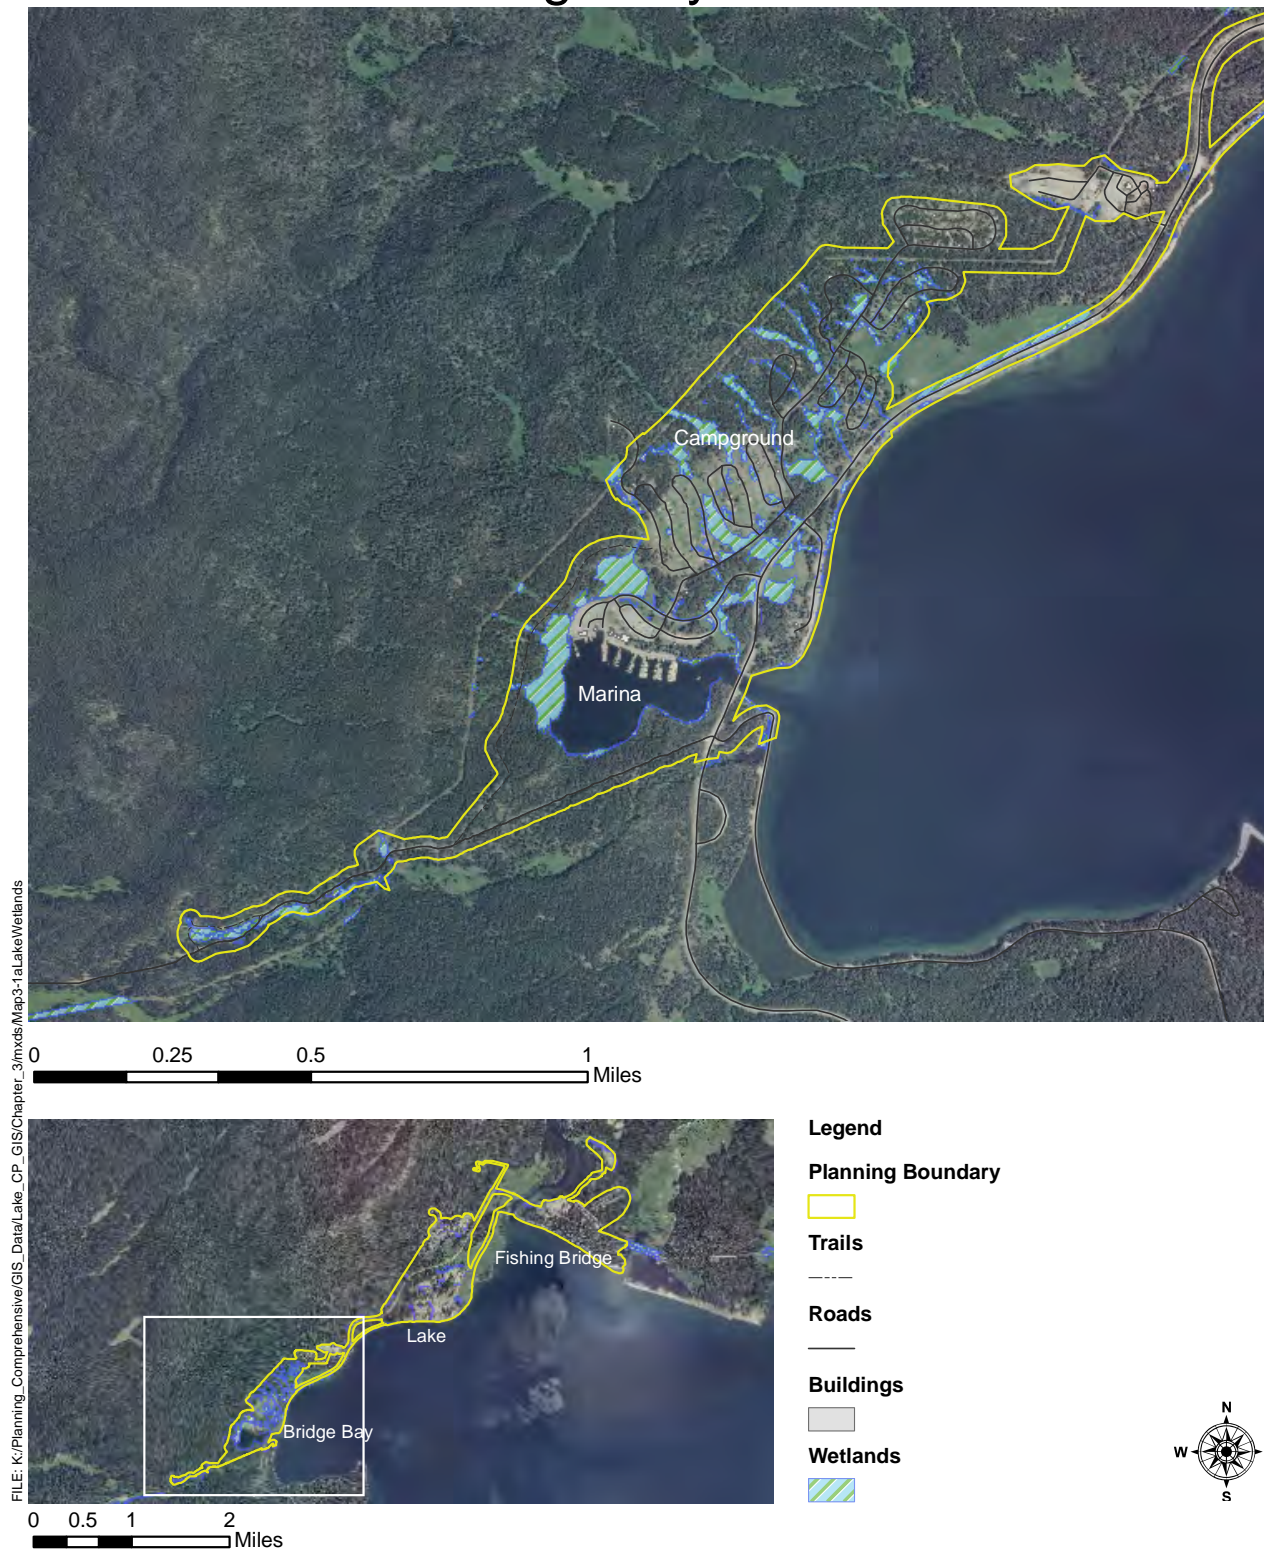 Campground
Marina
0 0.25 0.5 1
Miles
Fishing Bridge
Lake
Bridge Bay
0 0.5 1 2
Miles
Legend
Planning Boundary
Trails
Roads
Buildings
Wetlands
N
W
S
FILE: K:/Planning_Comprehensive/GIS_Data/Lake_CP_GIS/Chapter_3/mxds/Map3-1aLakeWetlands